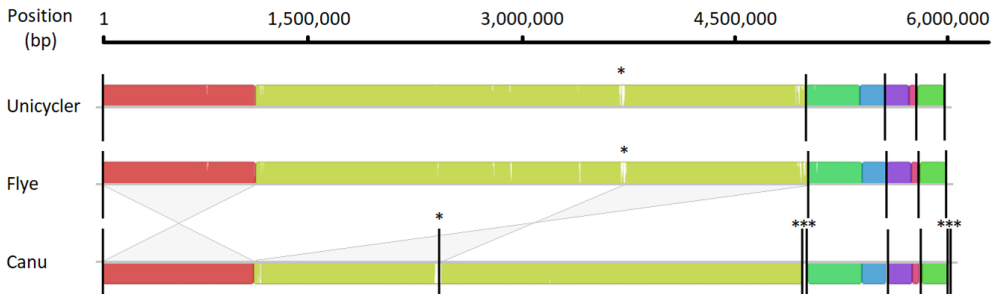 Position
(bp)
1 1,500,000 3,000,000 4,500,000 6,000,000
*
Unicycler
*
Flye
* *** ***
Canu